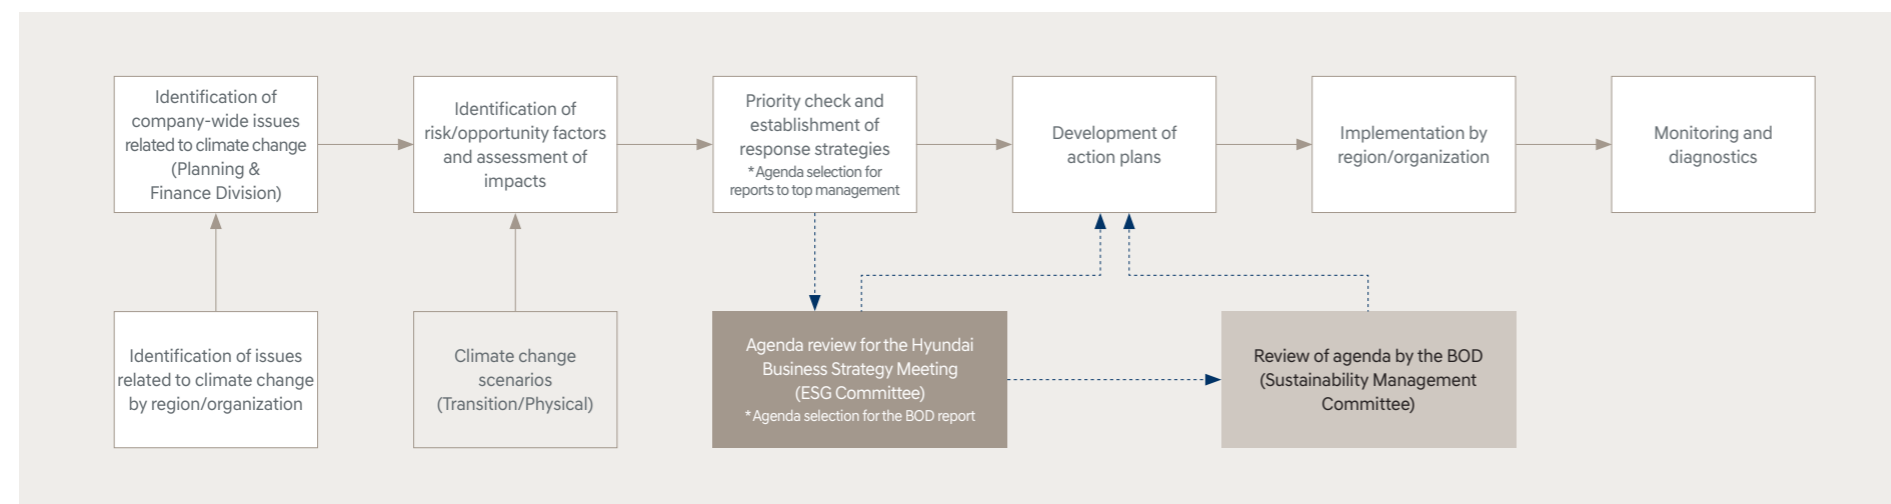 Identification of
company-wide issues
related to climate change
(Planning &
Finance Division)
Identification of
risk/opportunity factors
and assessment of
impacts
Priority check and
establishment of
response strategies
*Agenda selection for
reports to top management
Development of
action plans
Implementation by
region/organization
Monitoring and
diagnostics
Identification of issues
related to climate change
by region/organization
Climate change
scenarios
(Transition/Physical)
Agenda review for the Hyundai
Business Strategy Meeting
(ESG Committee)
*Agenda selection for the BOD report
Review of agenda by the BOD
(Sustainability Management
Committee)